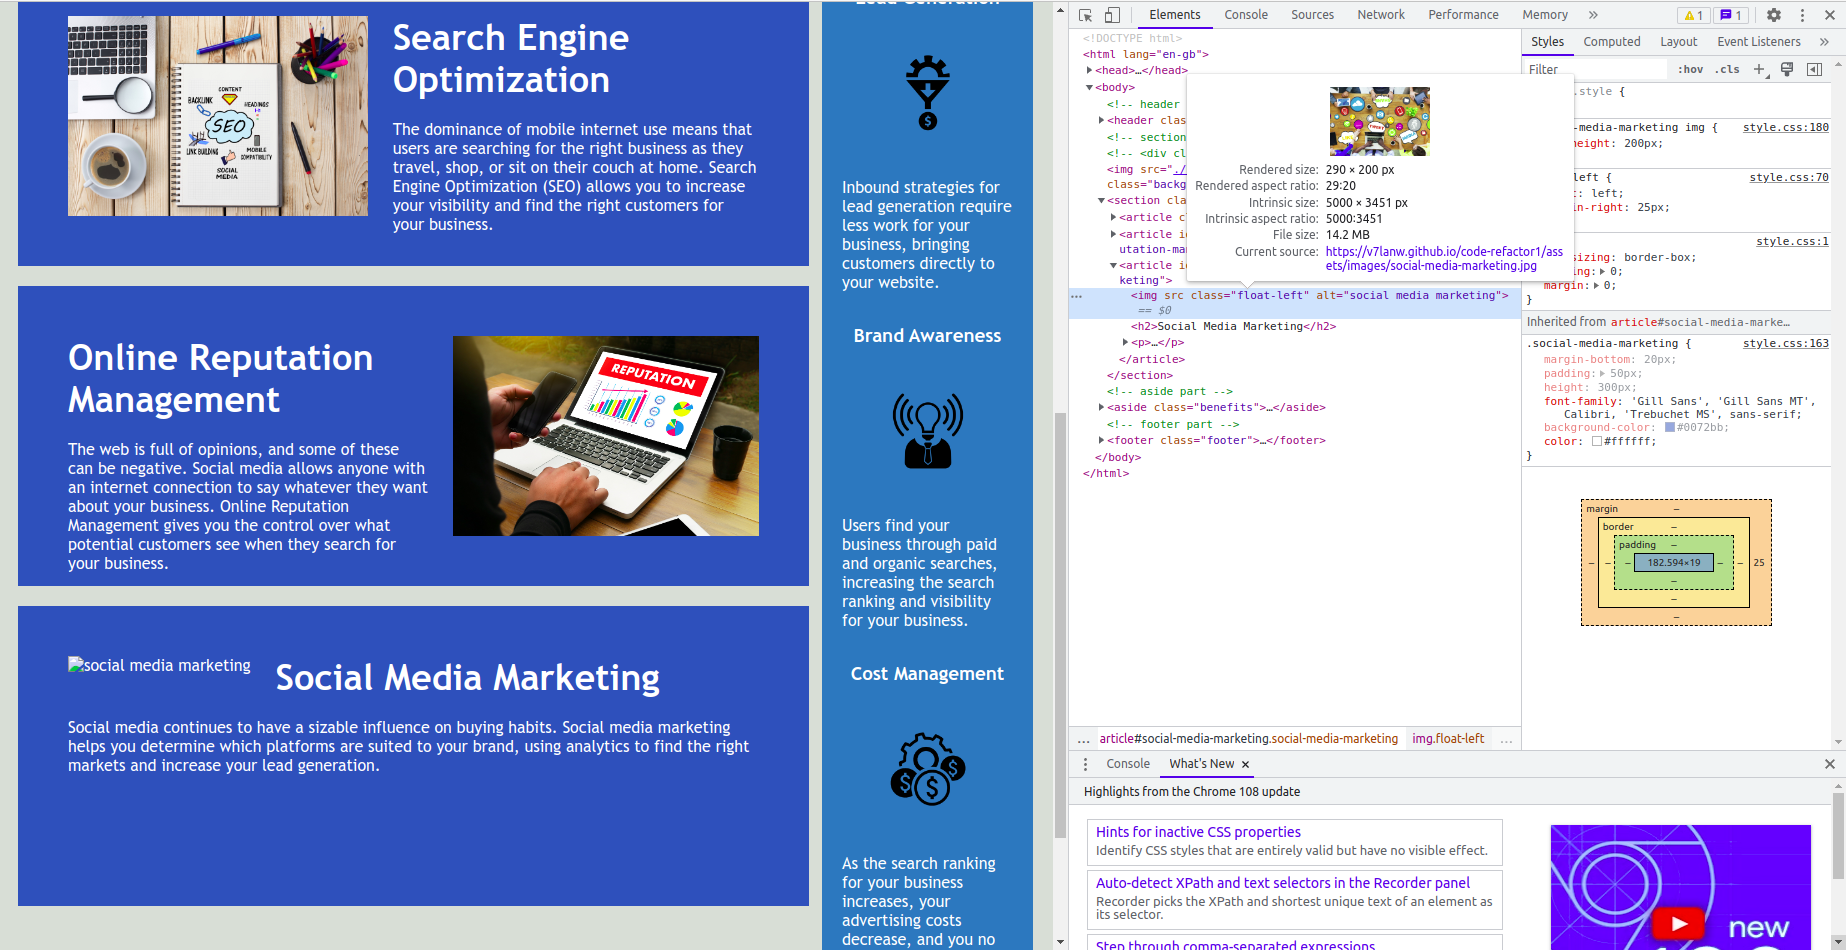 Search Engine
Optimization
The dominance of mobile internet use means that
users are searching for the right business as they
travel, shop, or sit on their couch at home. Search
Engine Optimization (SEO) allows you to increase
your visibility and find the right customers for
your business.
CONTENT
BACKLINK
HEADINGS
SEO
LINK BUILDING
MOBILE
COMPATIBILITY
SOCIAL
MEDIA
Online Reputation
Management
The web is full of opinions, and some of these
can be negative. Social media allows anyone with
an internet connection to say whatever they want
about your business. Online Reputation
Management gives you the control over what
potential customers see when they search for
your business.
REPUTATION
social media marketing
Social Media Marketing
Social media continues to have a sizable influence on buying habits. Social media marketing
helps you determine which platforms are suited to your brand, using analytics to find the right
markets and increase your lead generation.
Lead Generation
Inbound strategies for
lead generation require
less work for your
business, bringing
customers directly to
your website.
Brand Awareness
Users find your
business through paid
and organic searches,
increasing the search
ranking and visibility
for your business.
Cost Management
As the search ranking
for your business
increases, your
advertising costs
decrease, and you no
Elements Console Sources Network Performance Memory » 1 1
<!DOCTYPE html>
<html lang="en-gb">
<head>…</head>
<body>
<!-- header
<header clas
<!-- section
<!-- <div cl
<img src="./
class="backg
<section cla
<article c
<article i
utation-ma
<article i
keting">
<img src class="float-left" alt="social media marketing">
== $0
<h2>Social Media Marketing</h2>
<p>…</p>
</article>
</section>
<!-- aside part -->
<aside class="benefits">…</aside>
<!-- footer part -->
<footer class="footer">…</footer>
</body>
</html>
Rendered size: 290 × 200 px
Rendered aspect ratio: 29:20
Intrinsic size: 5000 × 3451 px
Intrinsic aspect ratio: 5000:3451
File size: 14.2 MB
Current source: https://v7lanw.github.io/code-refactor1/ass
ets/images/social-media-marketing.jpg
Styles Computed Layout Event Listeners »
Filter :hov .cls +
.style {
-media-marketing img { style.css:180
eight: 200px;
left { style.css:70
t: left;
in-right: 25px;
style.css:1
sizing: border-box;
ing: 0;
margin: 0;
}
Inherited from article#social-media-marke…
.social-media-marketing { style.css:163
margin-bottom: 20px;
padding: 50px;
height: 300px;
font-family: 'Gill Sans', 'Gill Sans MT',
Calibri, 'Trebuchet MS', sans-serif;
background-color: #0072bb;
color: #ffffff;
}
margin –
border –
padding –
– – – 182.594×19 – – 25
–
–
–
… article#social-media-marketing.social-media-marketing img.float-left …
Console What's New ×
Highlights from the Chrome 108 update
Hints for inactive CSS properties
Identify CSS styles that are entirely valid but have no visible effect.
Auto-detect XPath and text selectors in the Recorder panel
Recorder picks the XPath and shortest unique text of an element as
its selector.
Step through comma-separated expressions
new